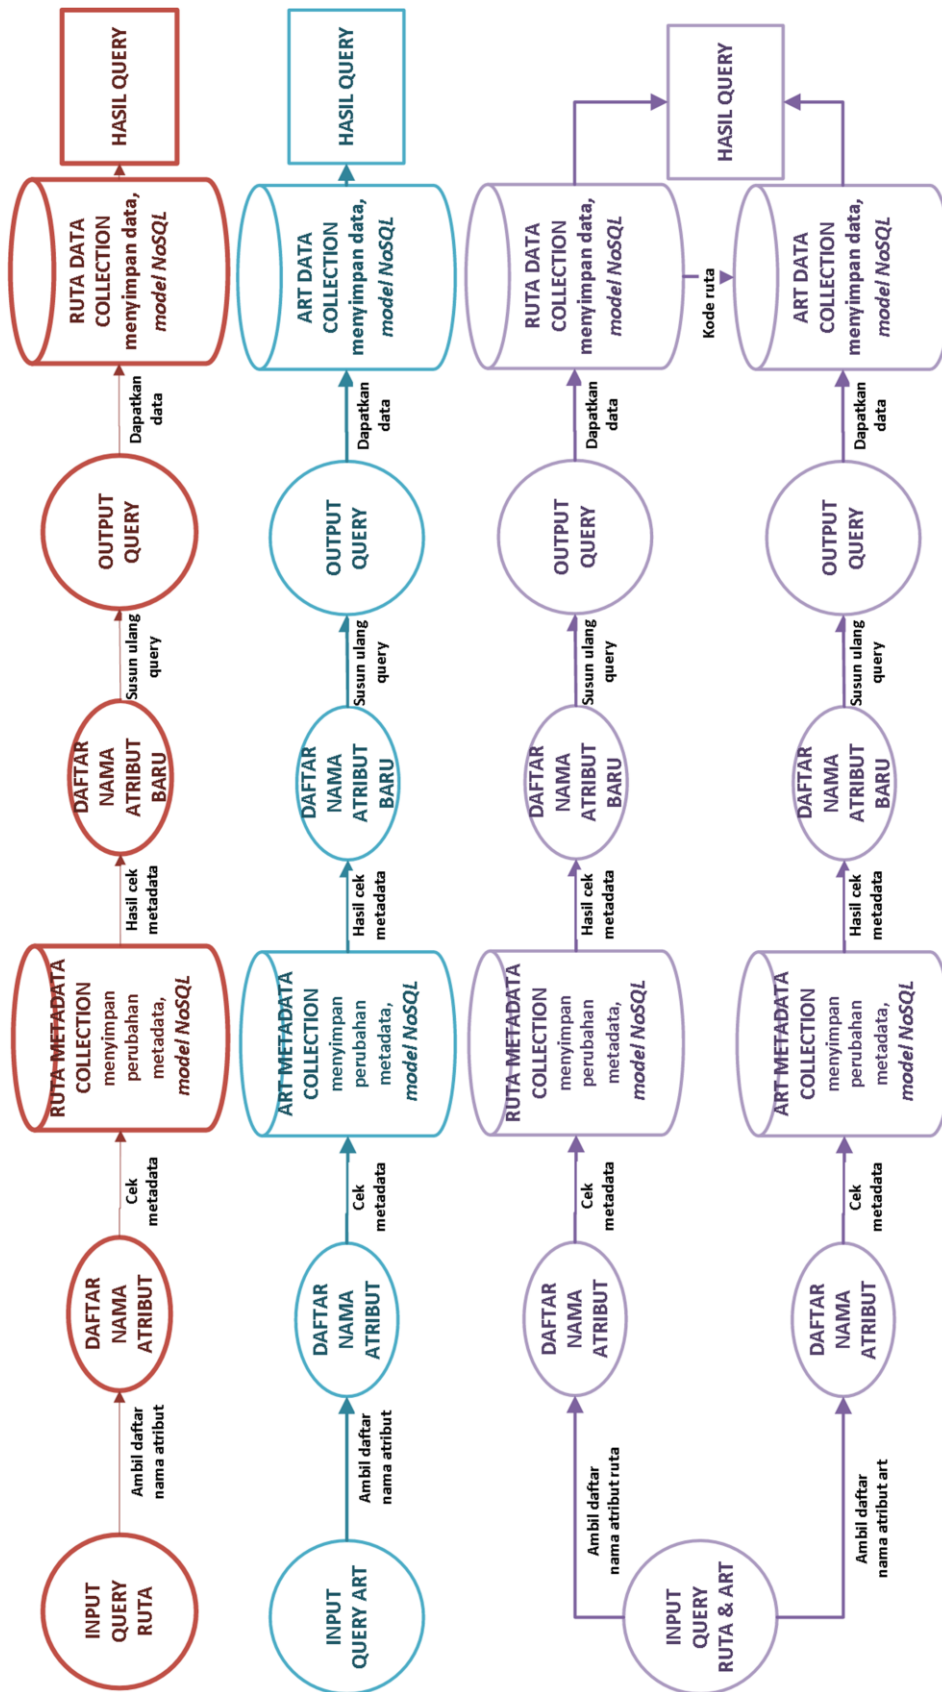 INPUT
QUERY
RUTA
Ambil daftar
nama atribut
DAFTAR
NAMA
ATRIBUT
Cek
metadata
RUTA METADATA
COLLECTION
menyimpan
perubahan
metadata,
model NoSQL
Hasil cek
metadata
DAFTAR
NAMA
ATRIBUT
BARU
Susun ulang
query
OUTPUT
QUERY
Dapatkan
data
RUTA DATA
COLLECTION
menyimpan data,
model NoSQL
HASIL QUERY
INPUT
QUERY ART
Ambil daftar
nama atribut
DAFTAR
NAMA
ATRIBUT
Cek
metadata
ART METADATA
COLLECTION
menyimpan
perubahan
metadata,
model NoSQL
Hasil cek
metadata
DAFTAR
NAMA
ATRIBUT
BARU
Susun ulang
query
OUTPUT
QUERY
Dapatkan
data
ART DATA
COLLECTION
menyimpan data,
model NoSQL
HASIL QUERY
INPUT
QUERY
RUTA & ART
Ambil daftar
nama atribut ruta
DAFTAR
NAMA
ATRIBUT
Cek
metadata
RUTA METADATA
COLLECTION
menyimpan
perubahan
metadata,
model NoSQL
Hasil cek
metadata
DAFTAR
NAMA
ATRIBUT
BARU
Susun ulang
query
OUTPUT
QUERY
Dapatkan
data
RUTA DATA
COLLECTION
menyimpan data,
model NoSQL
Kode ruta
HASIL QUERY
Ambil daftar
nama atribut art
DAFTAR
NAMA
ATRIBUT
Cek
metadata
ART METADATA
COLLECTION
menyimpan
perubahan
metadata,
model NoSQL
Hasil cek
metadata
DAFTAR
NAMA
ATRIBUT
BARU
Susun ulang
query
OUTPUT
QUERY
Dapatkan
data
ART DATA
COLLECTION
menyimpan data,
model NoSQL